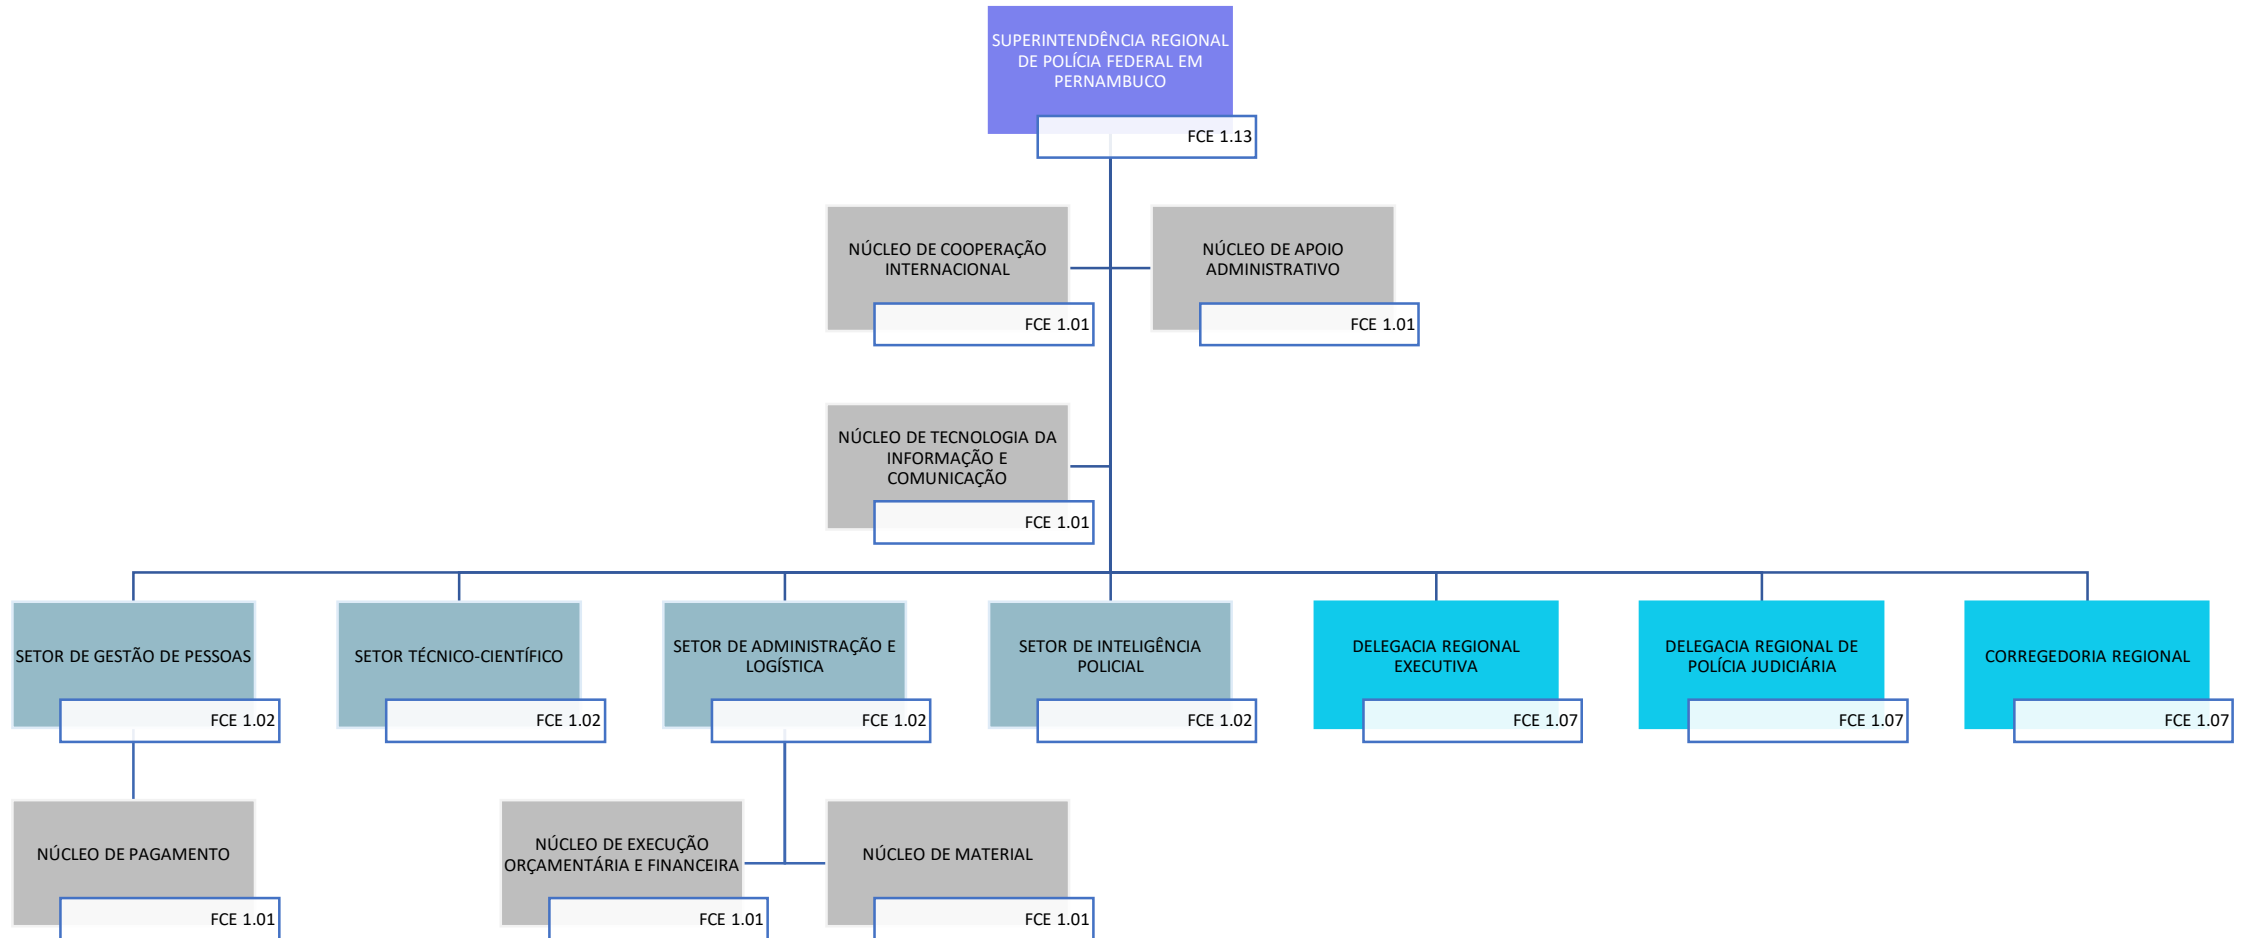 SUPERINTENDÊNCIA REGIONAL
DE POLÍCIA FEDERAL EM
PERNAMBUCO
FCE 1.13
NÚCLEO DE COOPERAÇÃO
INTERNACIONAL
FCE 1.01
NÚCLEO DE APOIO
ADMINISTRATIVO
FCE 1.01
NÚCLEO DE TECNOLOGIA DA
INFORMAÇÃO E
COMUNICAÇÃO
FCE 1.01
SETOR DE GESTÃO DE PESSOAS
FCE 1.02
SETOR TÉCNICO-CIENTÍFICO
FCE 1.02
SETOR DE ADMINISTRAÇÃO E
LOGÍSTICA
FCE 1.02
SETOR DE INTELIGÊNCIA
POLICIAL
FCE 1.02
DELEGACIA REGIONAL
EXECUTIVA
FCE 1.07
DELEGACIA REGIONAL DE
POLÍCIA JUDICIÁRIA
FCE 1.07
CORREGEDORIA REGIONAL
FCE 1.07
NÚCLEO DE PAGAMENTO
FCE 1.01
NÚCLEO DE EXECUÇÃO
ORÇAMENTÁRIA E FINANCEIRA
FCE 1.01
NÚCLEO DE MATERIAL
FCE 1.01